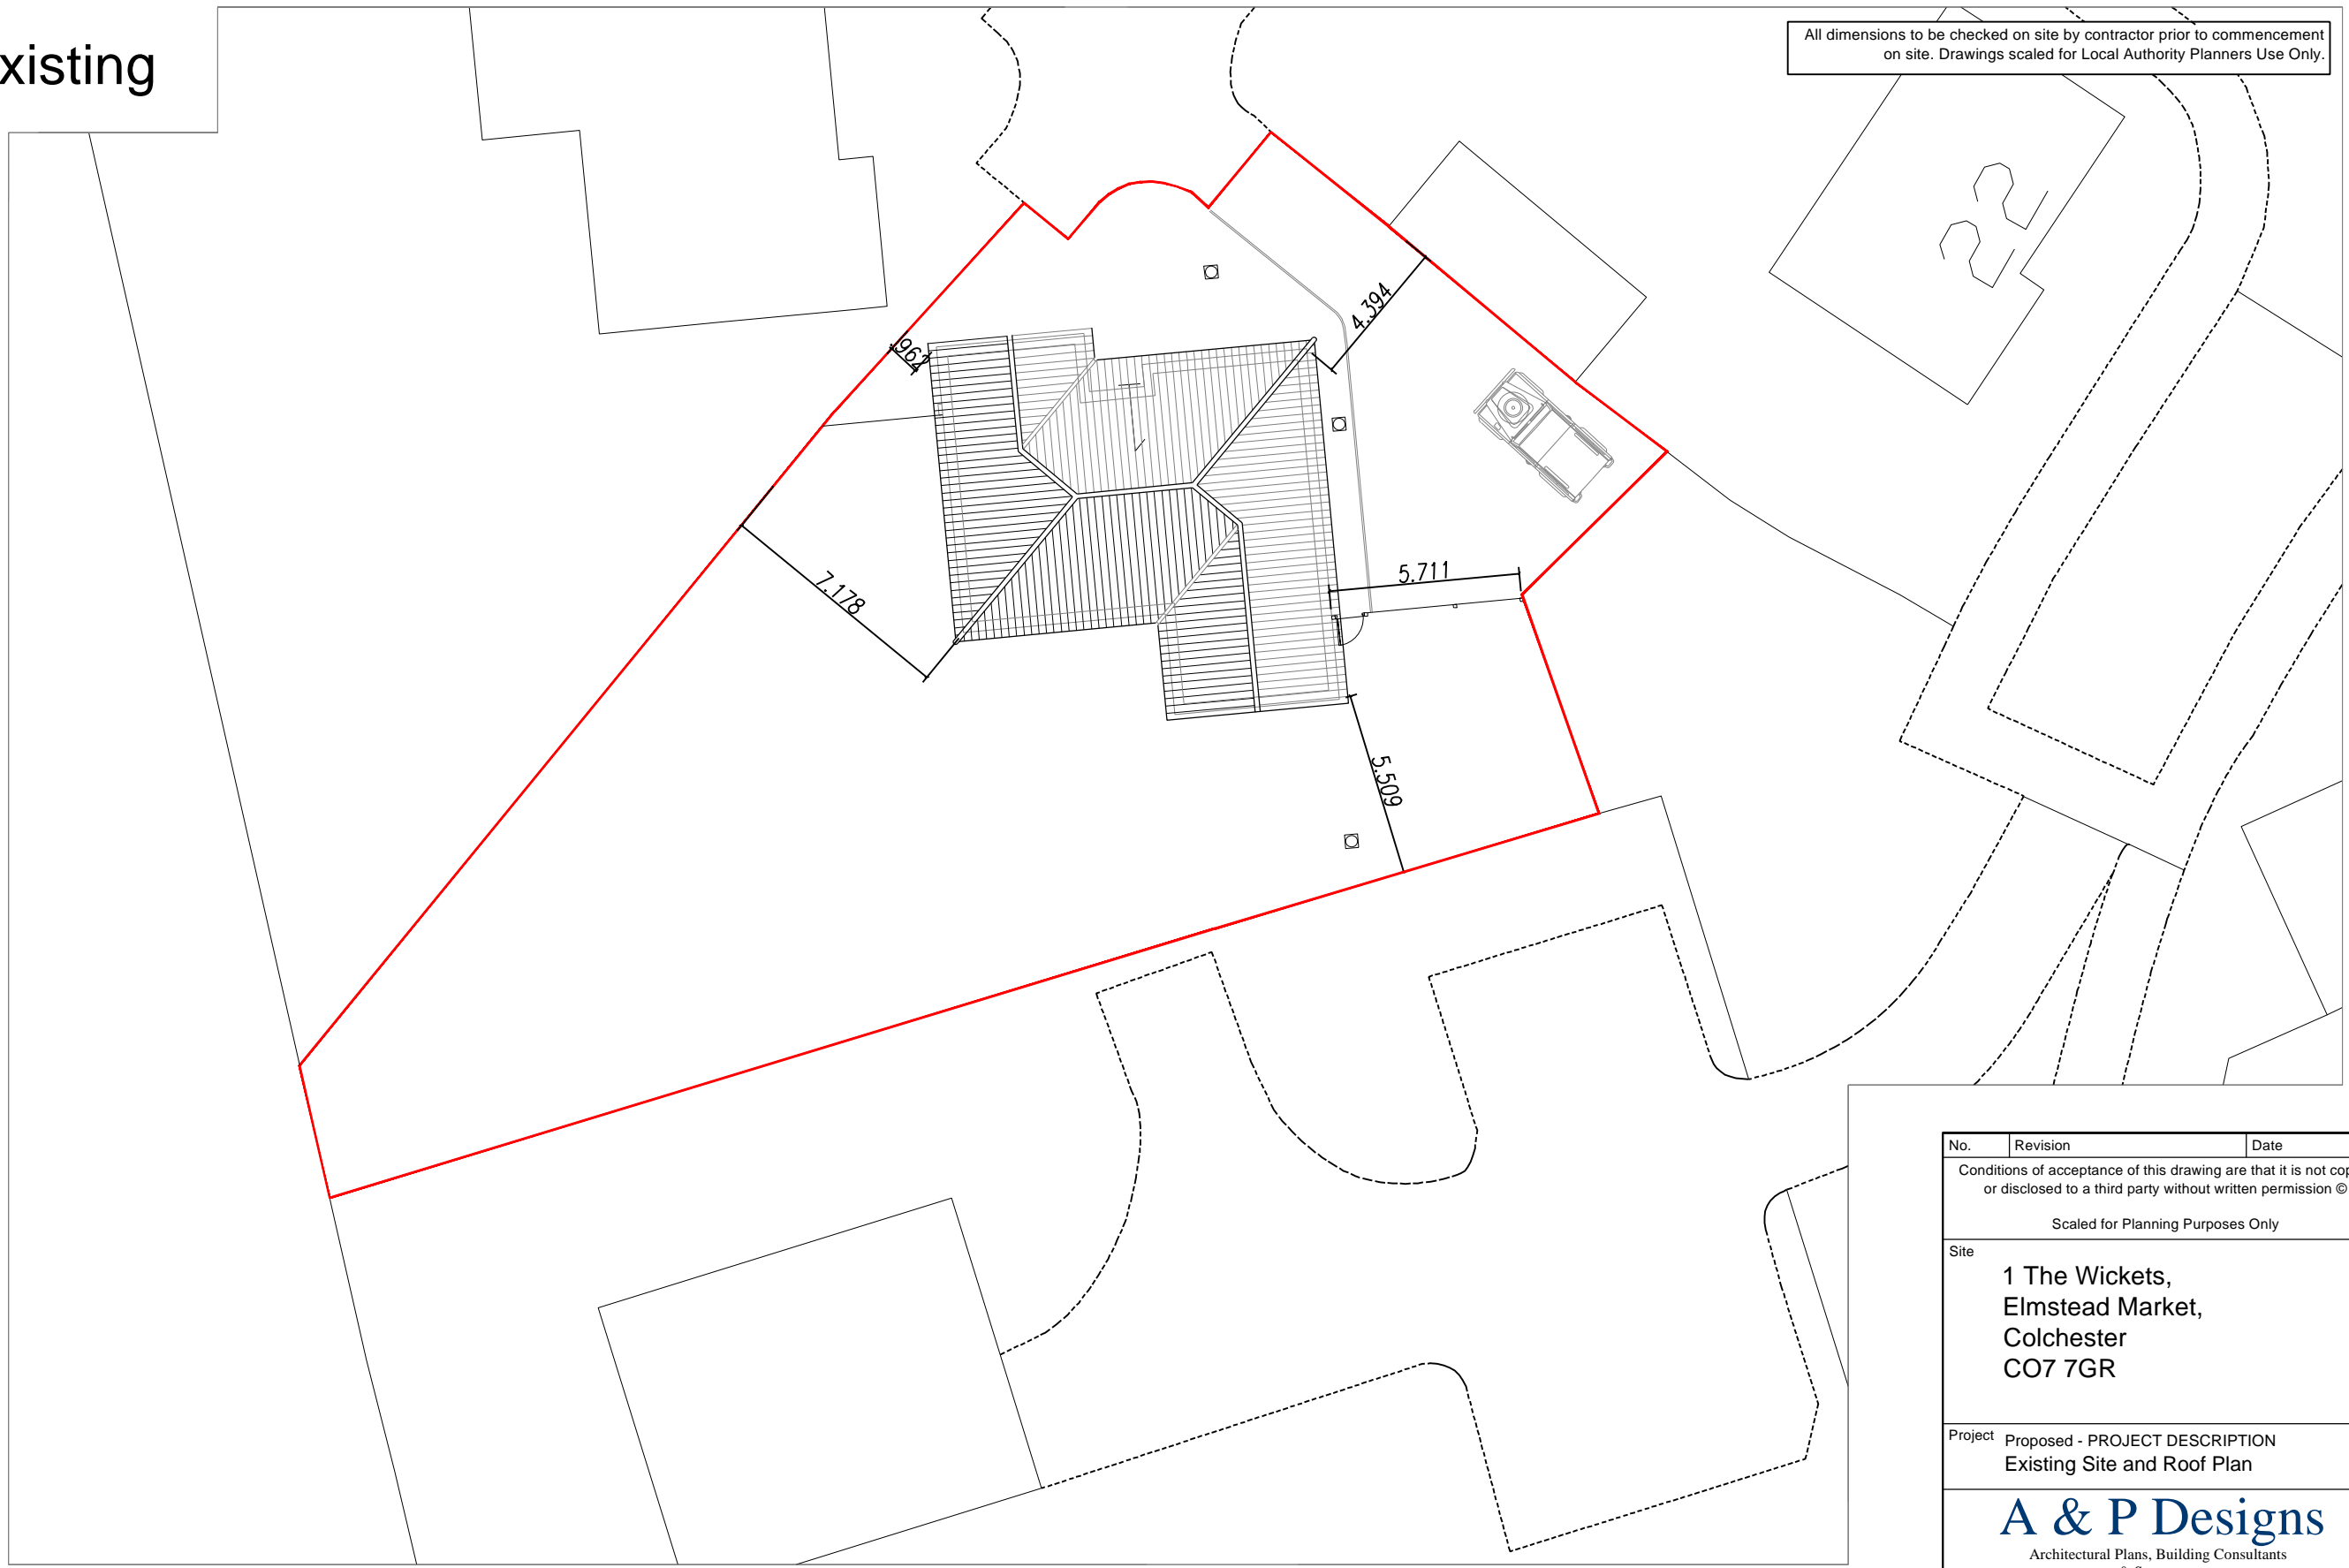 xisting
All dimensions to be checked on site by contractor prior to commencement
on site. Drawings scaled for Local Authority Planners Use Only.
22
4.394
.962
7.178
5.711
5.509
No. Revision Date
Conditions of acceptance of this drawing are that it is not cop
or disclosed to a third party without written permission ©
Scaled for Planning Purposes Only
Site
1 The Wickets,
Elmstead Market,
Colchester
CO7 7GR
Project Proposed - PROJECT DESCRIPTION
Existing Site and Roof Plan
A & P Designs
Architectural Plans, Building Consultants